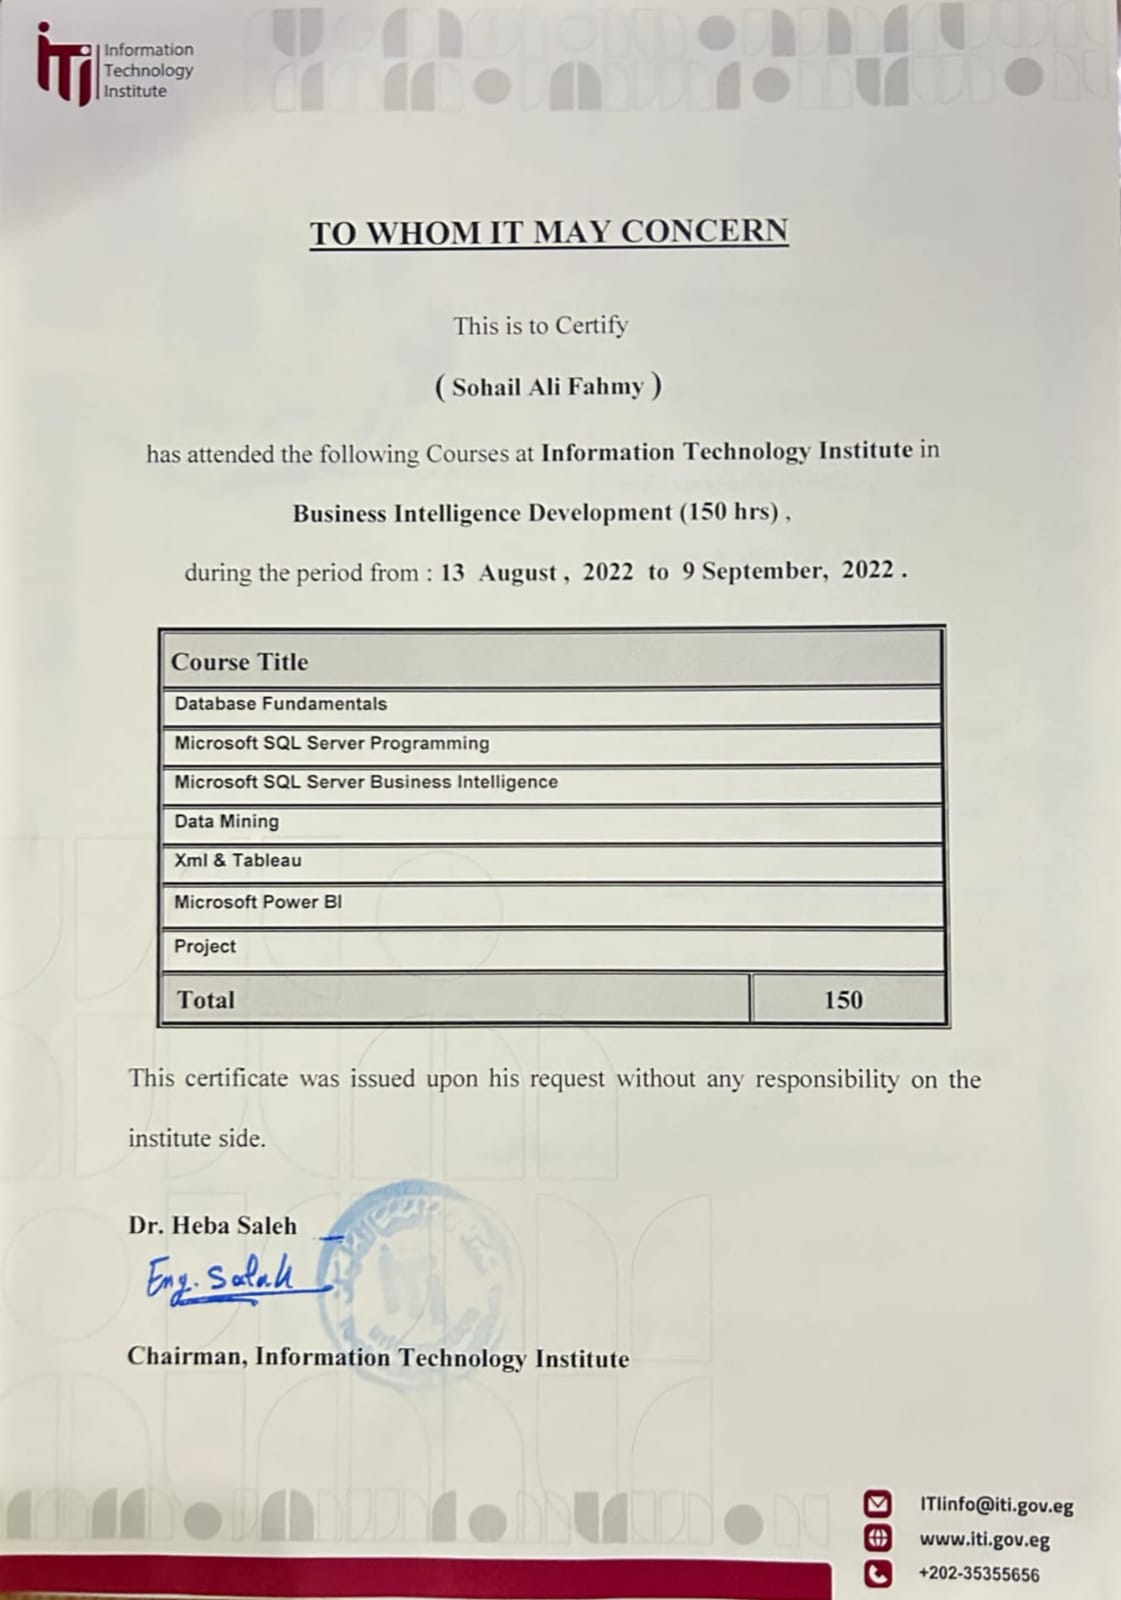 iTi
Information
Technology
Institute
TO WHOM IT MAY CONCERN
This is to Certify
( Sohail Ali Fahmy )
has attended the following Courses at Information Technology Institute in
Business Intelligence Development (150 hrs) ,
during the period from : 13 August , 2022 to 9 September, 2022 .
Course Title
Database Fundamentals
Microsoft SQL Server Programming
Microsoft SQL Server Business Intelligence
Data Mining
Xml & Tableau
Microsoft Power BI
Project
Total 150
This certificate was issued upon his request without any responsibility on the
institute side.
Dr. Heba Saleh
Eng. Salah
iTi
Chairman, Information Technology Institute
ITIinfo@iti.gov.eg
www.iti.gov.eg
+202-35355656